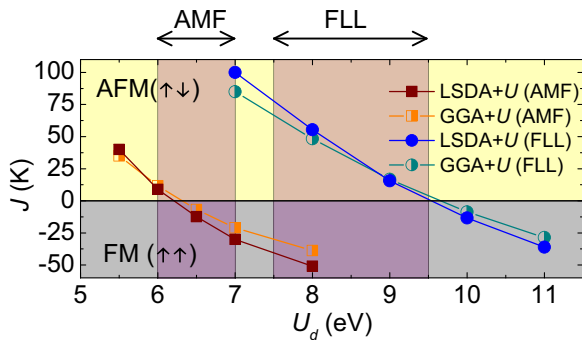 AMF
FLL
100
75
50
25
0
-25
-50
J (K)
AFM(↑↓)
FM (↑↑)
LSDA+U (AMF)
GGA+U (AMF)
LSDA+U (FLL)
GGA+U (FLL)
5
6
7
8
9
10
11
U_d (eV)